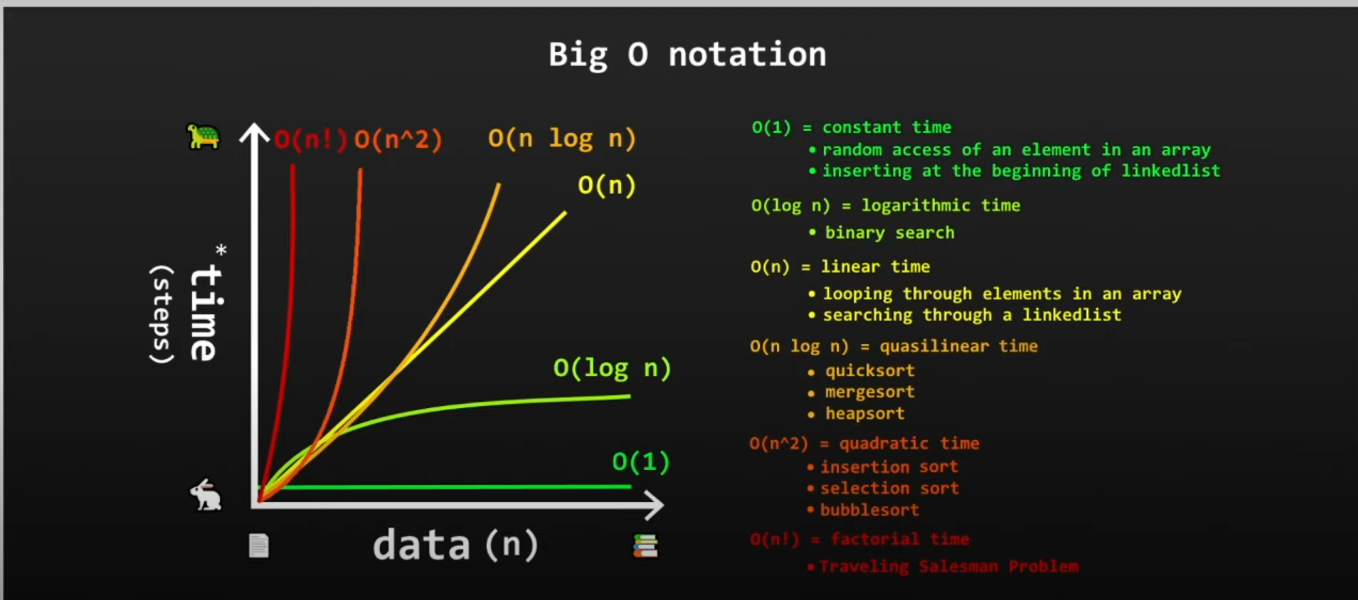 Big O notation
O(n!) O(n^2) O(n log n)
O(n)
O(log n)
O(1)
*time
(steps)
data (n)
O(1) = constant time
• random access of an element in an array
• inserting at the beginning of linkedlist
O(log n) = logarithmic time
• binary search
O(n) = linear time
• looping through elements in an array
• searching through a linkedlist
O(n log n) = quasilinear time
• quicksort
• mergesort
• heapsort
O(n^2) = quadratic time
• insertion sort
• selection sort
• bubblesort
O(n!) = factorial time
• Traveling Salesman Problem